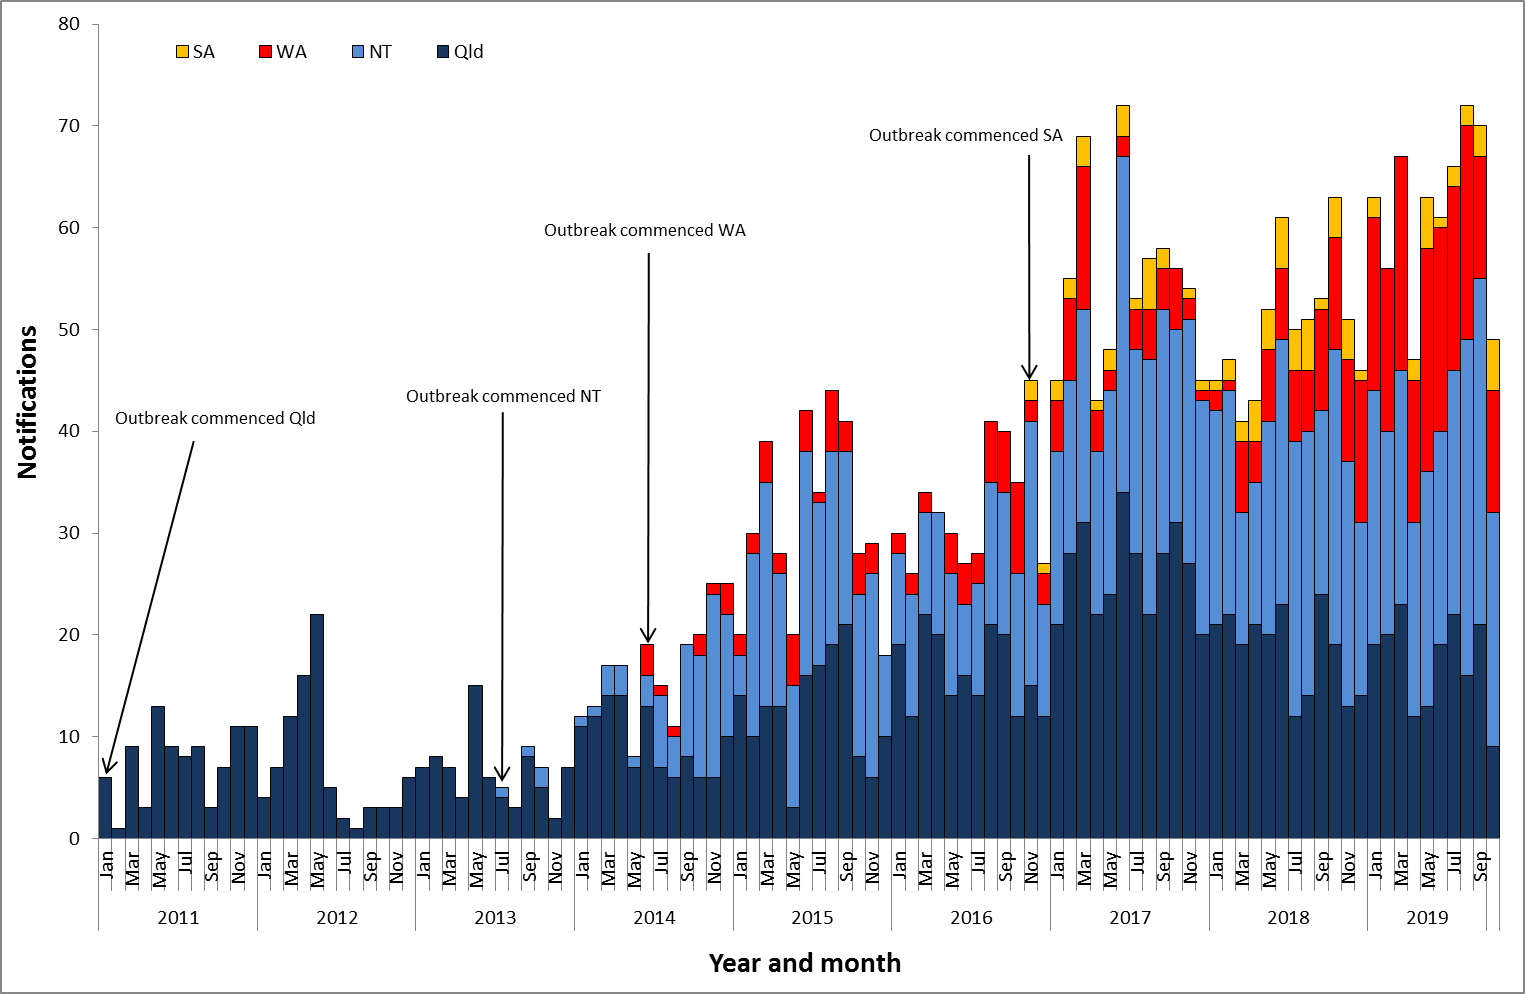 80
SA WA NT Qld
70
Outbreak commenced SA
60
Outbreak commenced WA
50
Notifications
40
Outbreak commenced NT
Outbreak commenced Qld
30
20
10
0
Jan Mar May Jul Sep Nov Jan Mar May Jul Sep Nov Jan Mar May Jul Sep Nov Jan Mar May Jul Sep Nov Jan Mar May Jul Sep Nov Jan Mar May Jul Sep Nov Jan Mar May Jul Sep Nov Jan Mar May Jul Sep Nov Jan Mar May Jul Sep
2011 2012 2013 2014 2015 2016 2017 2018 2019
Year and month